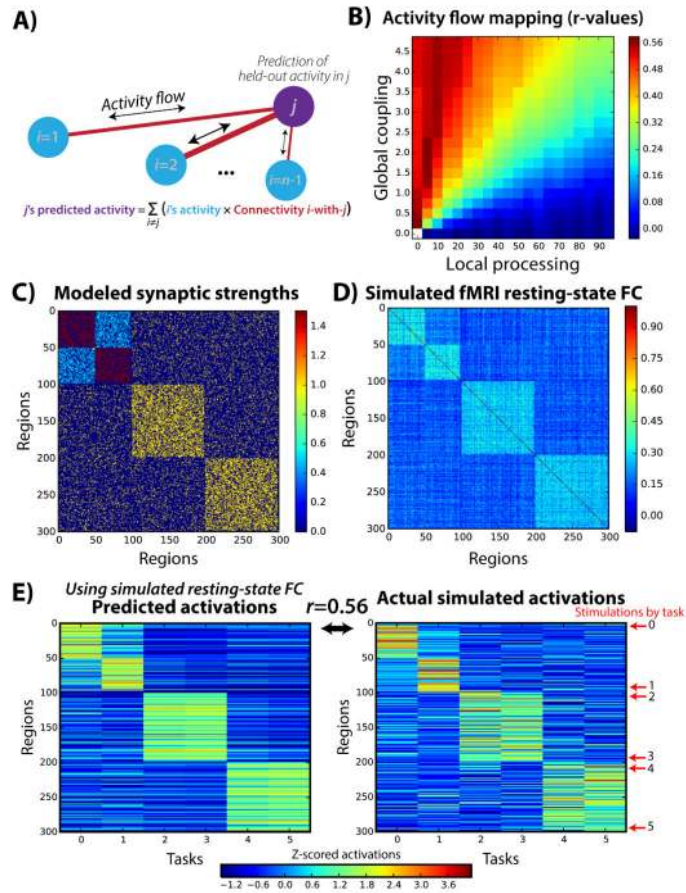 A)
Prediction of
held-out activity in j
Activity flow
j
i=1
i=2
...
i=n-1
j's predicted activity = ∑ i≠j (i's activity × Connectivity i-with-j)
B) Activity flow mapping (r-values)
Global coupling
4.5
4.0
3.5
3.0
2.5
2.0
1.5
1.0
0.5
0.0
0 10 20 30 40 50 60 70 80 90
Local processing
0.56
0.48
0.40
0.32
0.24
0.16
0.08
0.00
C) Modeled synaptic strengths
Regions
0
50
100
150
200
250
300
0 50 100 150 200 250 300
Regions
1.4
1.2
1.0
0.8
0.6
0.4
0.2
0.0
D) Simulated fMRI resting-state FC
Regions
0
50
100
150
200
250
300
0 50 100 150 200 250 300
Regions
0.90
0.75
0.60
0.45
0.30
0.15
0.00
E) Using simulated resting-state FC
Predicted activations
r=0.56
Actual simulated activations
Stimulations by task
Regions
0
50
100
150
200
250
300
0 1 2 3 4 5
Tasks
Regions
0
50
100
150
200
250
300
0 1 2 3 4 5
Tasks
0
1
2
3
4
5
Z-scored activations
−1.2 −0.6 0.0 0.6 1.2 1.8 2.4 3.0 3.6